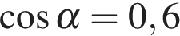 cos α = 0,6